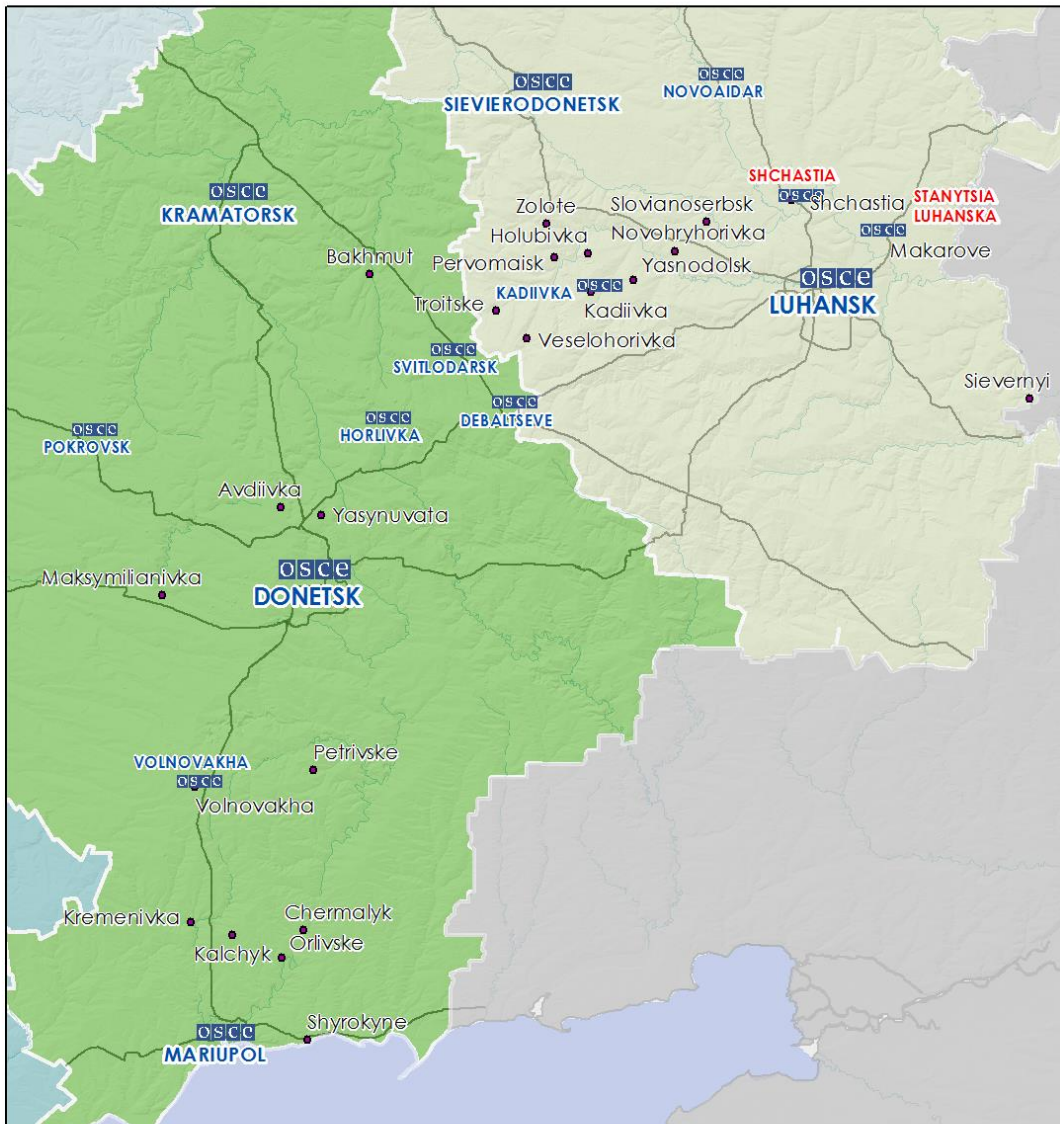 osce
SIEVIERODONETSK
osce
NOVOAIDAR
osce
KRAMATORSK
SHCHASTIA
osce
Shchastia
STANYTSIA
LUHANSKA
osce
Makarove
Zolote
Slovianoserbsk
Holubivka
Novohryhorivka
Pervomaisk
Yasnodolsk
Bakhmut
osce
LUHANSK
KADIIVKA
osce
Kadiivka
Troitske
Veselohorivka
osce
SVITLODARSK
Sievernyi
osce
DEBALTSEVE
osce
HORLIVKA
osce
POKROVSK
Avdiivka
Yasynuvata
osce
DONETSK
Maksymilianivka
VOLNOVAKHA
osce
Volnovakha
Petrivske
Kremenivka
Chermalyk
Kalchyk
Orlivske
osce
MARIUPOL
Shyrokyne